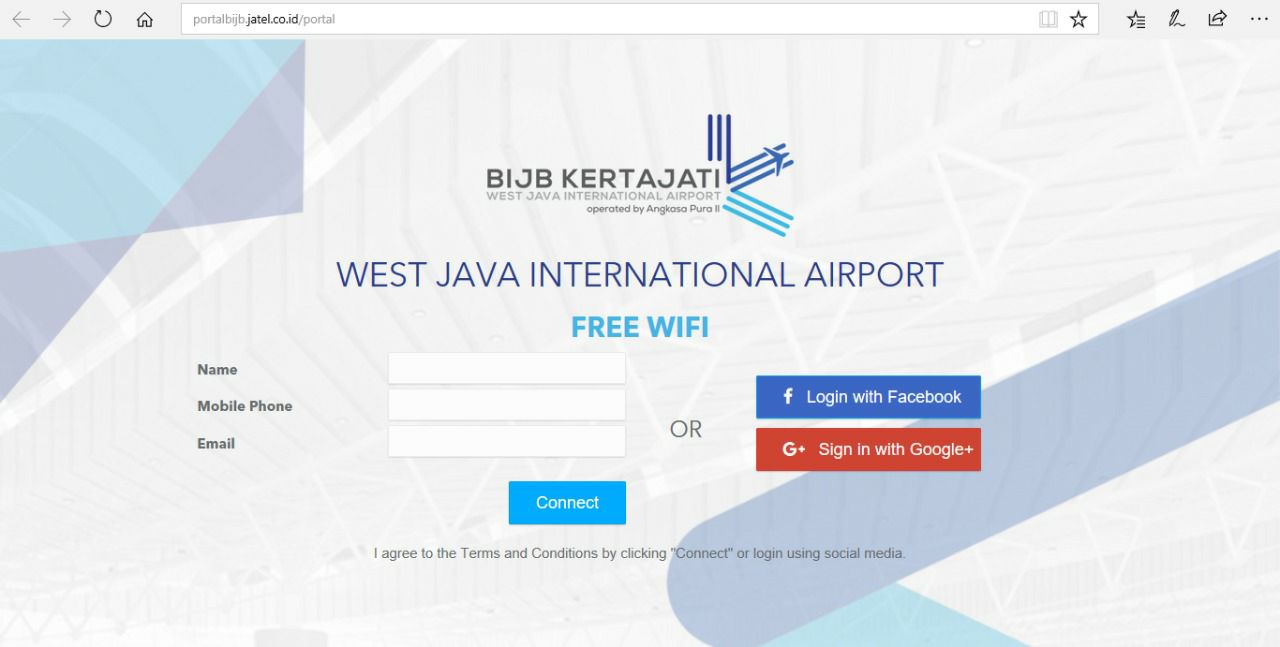 portalbijb.jatel.co.id/portal
BIJB KERTAJATI
WEST JAVA INTERNATIONAL AIRPORT
operated by Angkasa Pura II
WEST JAVA INTERNATIONAL AIRPORT
FREE WIFI
Name
Mobile Phone
Email
Connect
OR
f Login with Facebook
G+ Sign in with Google+
I agree to the Terms and Conditions by clicking "Connect" or login using social media.